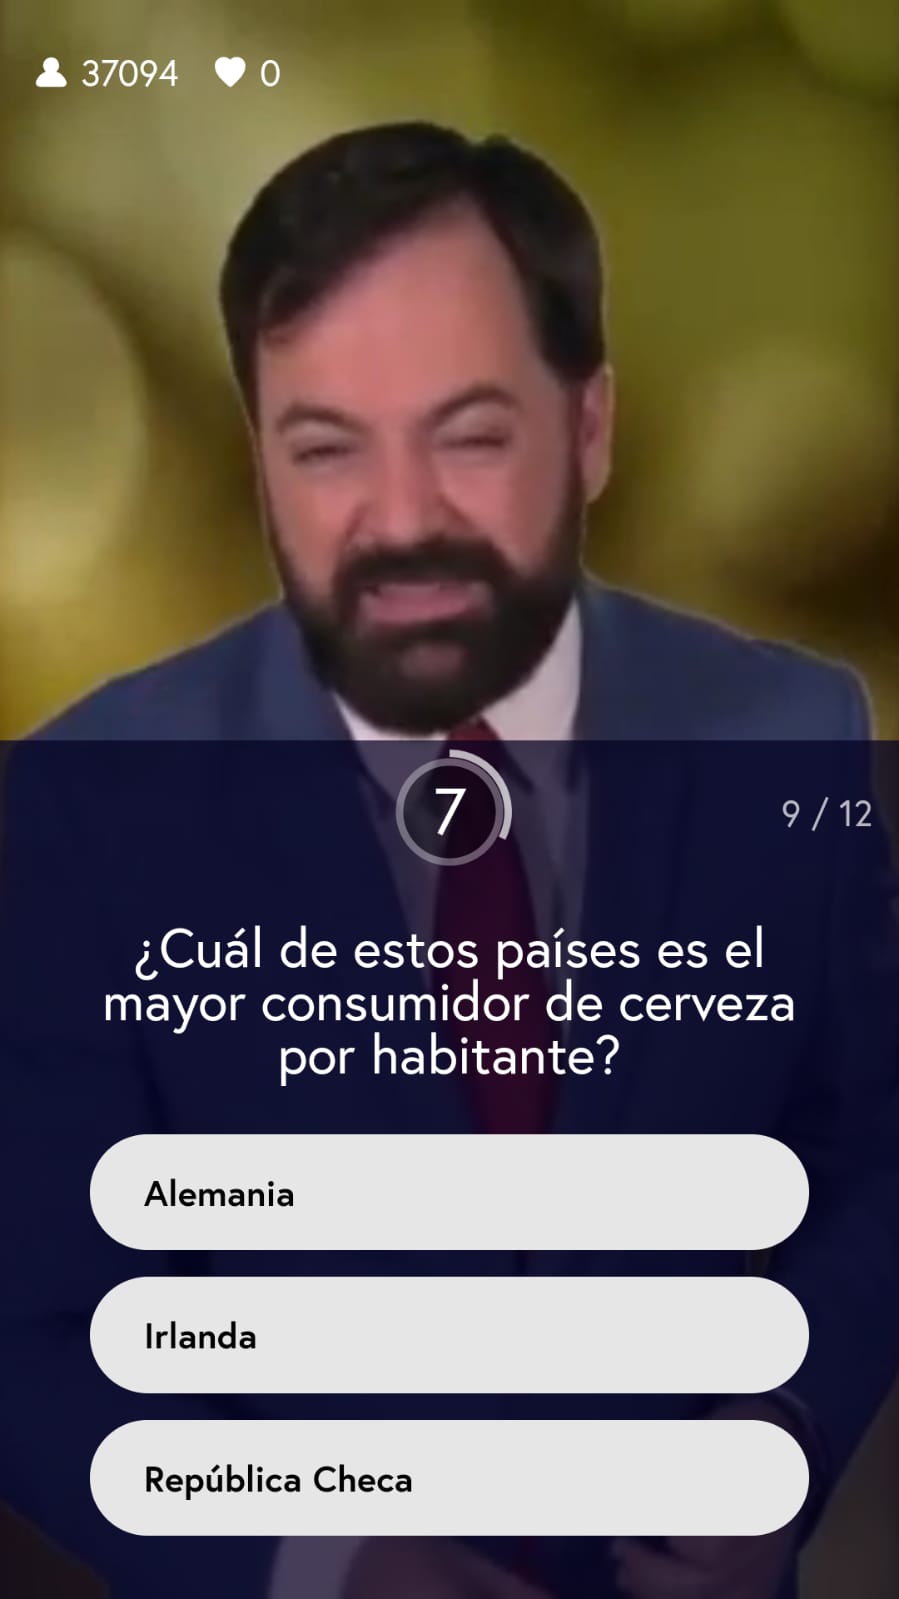 37094 0
7
9 / 12
¿Cuál de estos países es el
mayor consumidor de cerveza
por habitante?
Alemania
Irlanda
República Checa